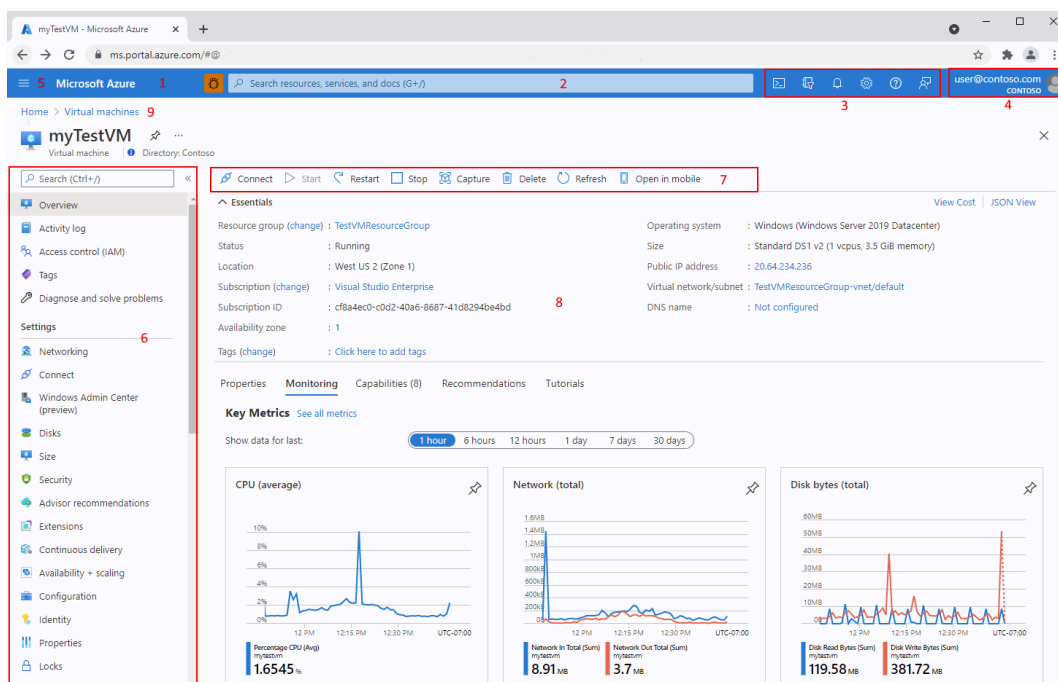 myTestVM - Microsoft Azure
ms.portal.azure.com/#@
5 Microsoft Azure 1
Search resources, services, and docs (G+/) 2
3
user@contoso.com
CONTOSO
4
Home > Virtual machines 9
myTestVM
Virtual machine
Directory: Contoso
Search (Ctrl+/)
Overview
Activity log
Access control (IAM)
Tags
Diagnose and solve problems
Settings
6
Networking
Connect
Windows Admin Center
(preview)
Disks
Size
Security
Advisor recommendations
Extensions
Continuous delivery
Availability + scaling
Configuration
Identity
Properties
Locks
Connect Start Restart Stop Capture Delete Refresh Open in mobile 7
Essentials
View Cost JSON View
Resource group (change) : TestVMResourceGroup
Status : Running
Location : West US 2 (Zone 1)
Subscription (change) : Visual Studio Enterprise
Subscription ID : cf8a4ec0-c0d2-40a6-8687-41d8294be4bd
Availability zone : 1
Tags (change) : Click here to add tags
8
Operating system : Windows (Windows Server 2019 Datacenter)
Size : Standard DS1 v2 (1 vcpus, 3.5 GiB memory)
Public IP address : 20.64.234.236
Virtual network/subnet : TestVMResourceGroup-vnet/default
DNS name : Not configured
Properties Monitoring Capabilities (8) Recommendations Tutorials
Key Metrics See all metrics
Show data for last:
1 hour 6 hours 12 hours 1 day 7 days 30 days
CPU (average)
10%
8%
6%
4%
2%
0%
12 PM 12:15 PM 12:30 PM UTC-07:00
Percentage CPU (Avg)
mytestvm
1.6545 %
Network (total)
1.6MB
1.4MB
1.2MB
1MB
800kB
600kB
400kB
200kB
0B
12 PM 12:15 PM 12:30 PM UTC-07:00
Network In Total (Sum)
mytestvm
8.91 MB
Network Out Total (Sum)
mytestvm
3.7 MB
Disk bytes (total)
60MB
50MB
40MB
30MB
20MB
10MB
0B
12 PM 12:15 PM 12:30 PM UTC-07:00
Disk Read Bytes (Sum)
mytestvm
119.58 MB
Disk Write Bytes (Sum)
mytestvm
381.72 MB